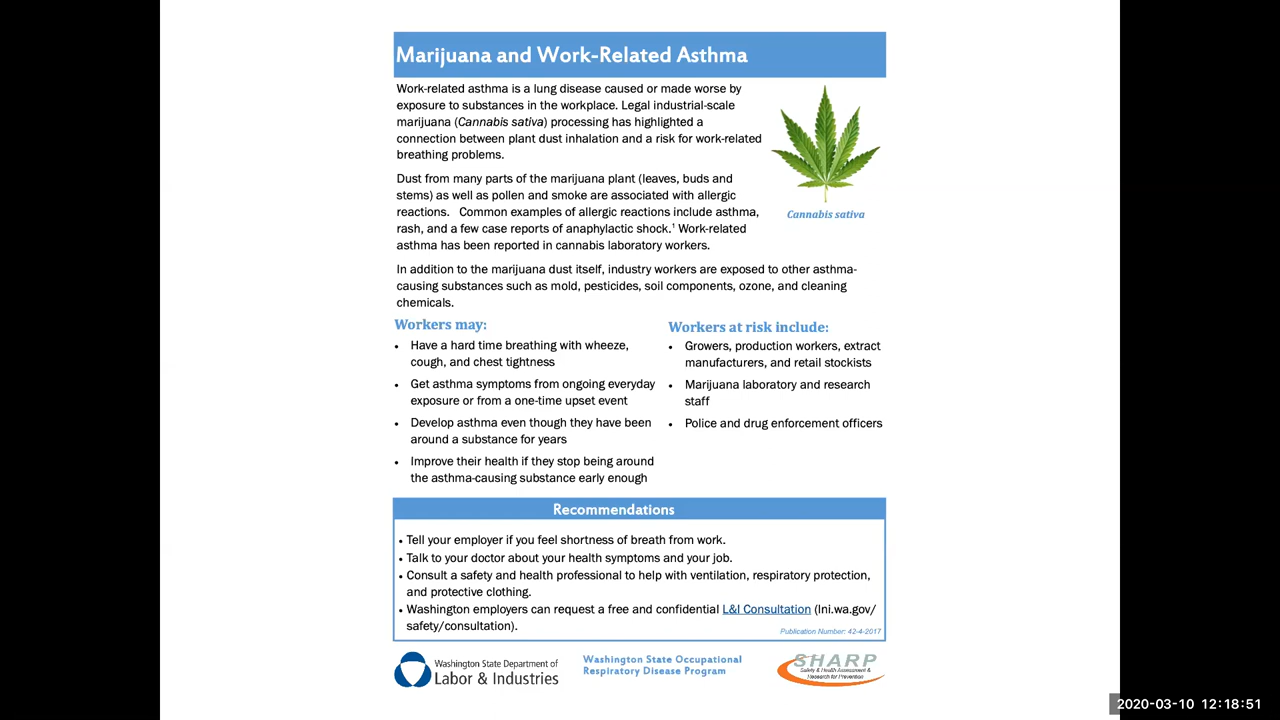 Marijuana and Work-Related Asthma
Work-related asthma is a lung disease caused or made worse by
exposure to substances in the workplace. Legal industrial-scale
marijuana (Cannabis sativa) processing has highlighted a
connection between plant dust inhalation and a risk for work-related
breathing problems.
Dust from many parts of the marijuana plant (leaves, buds and
stems) as well as pollen and smoke are associated with allergic
reactions. Common examples of allergic reactions include asthma,
rash, and a few case reports of anaphylactic shock.¹ Work-related
asthma has been reported in cannabis laboratory workers.
Cannabis sativa
In addition to the marijuana dust itself, industry workers are exposed to other asthma-
causing substances such as mold, pesticides, soil components, ozone, and cleaning
chemicals.
Workers may:
• Have a hard time breathing with wheeze,
cough, and chest tightness
• Get asthma symptoms from ongoing everyday
exposure or from a one-time upset event
• Develop asthma even though they have been
around a substance for years
• Improve their health if they stop being around
the asthma-causing substance early enough
Workers at risk include:
• Growers, production workers, extract
manufacturers, and retail stockists
• Marijuana laboratory and research
staff
• Police and drug enforcement officers
Recommendations
• Tell your employer if you feel shortness of breath from work.
• Talk to your doctor about your health symptoms and your job.
• Consult a safety and health professional to help with ventilation, respiratory protection,
and protective clothing.
• Washington employers can request a free and confidential L&I Consultation (lni.wa.gov/
safety/consultation).
Publication Number: 42-4-2017
Washington State Department of
Labor & Industries
Washington State Occupational
Respiratory Disease Program
SHARP
Safety & Health Assessment &
Research for Prevention
2020-03-10 12:18:51